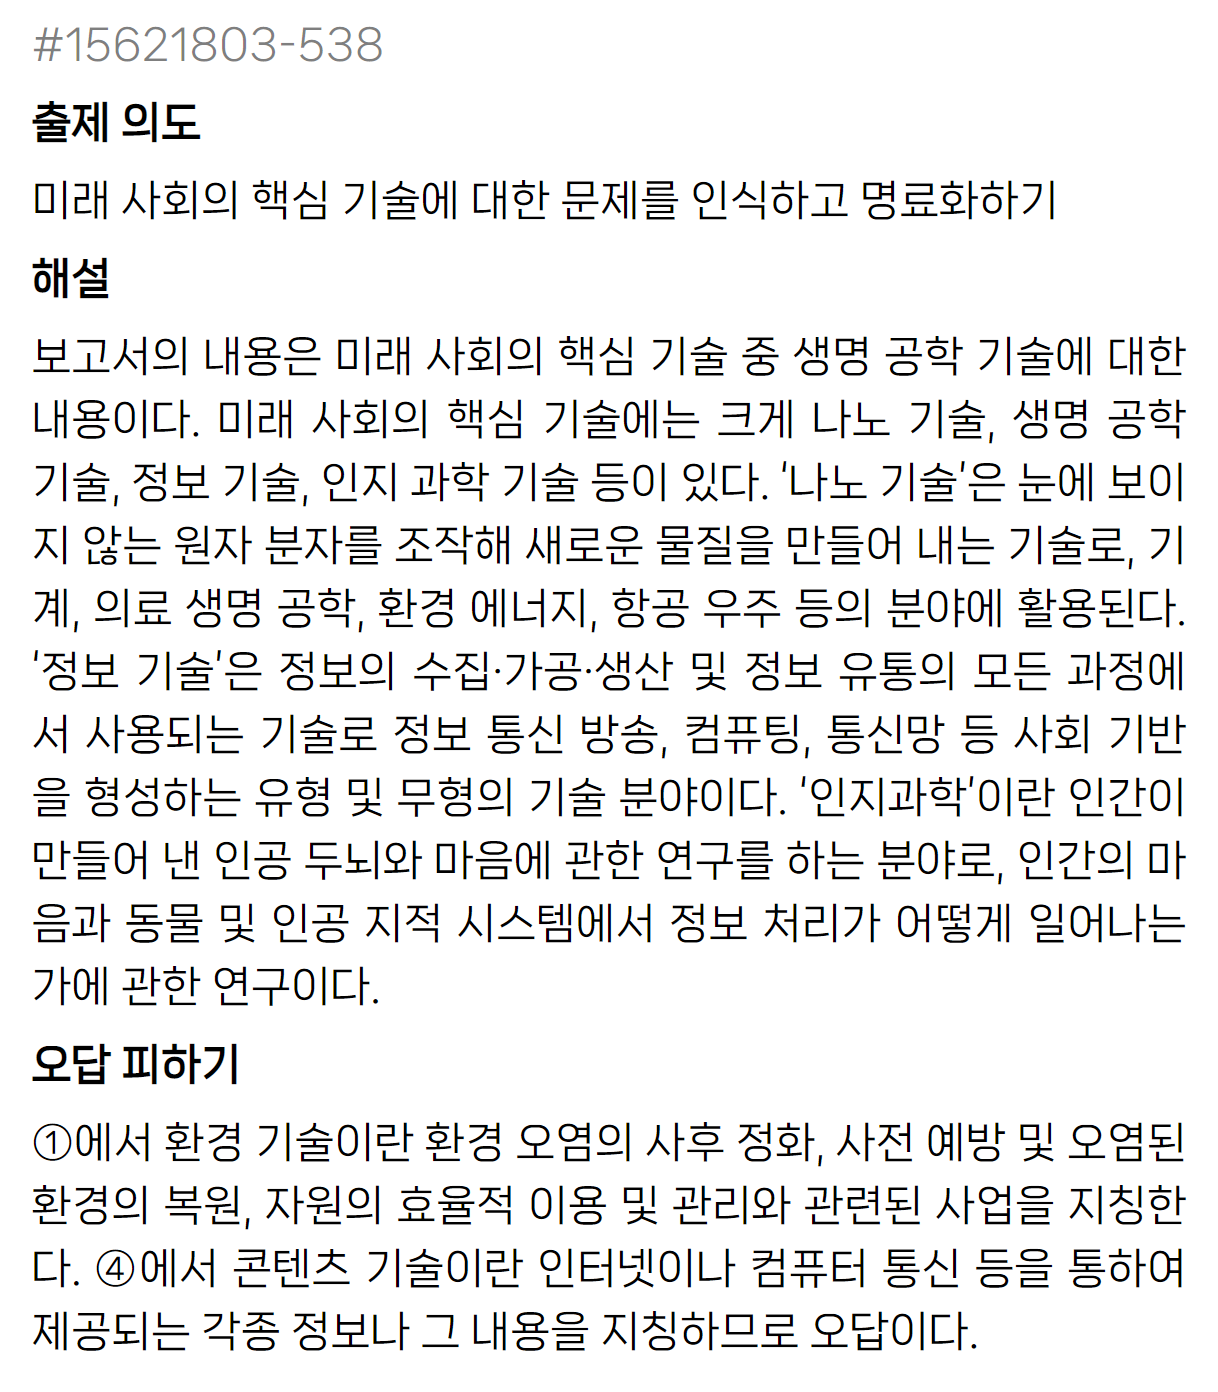 #15621803-538
출제 의도
미래 사회의 핵심 기술에 대한 문제를 인식하고 명료화하기
해설
보고서의 내용은 미래 사회의 핵심 기술 중 생명 공학 기술에 대한
내용이다. 미래 사회의 핵심 기술에는 크게 나노 기술, 생명 공학
기술, 정보 기술, 인지 과학 기술 등이 있다. ‘나노 기술’은 눈에 보이
지 않는 원자 분자를 조작해 새로운 물질을 만들어 내는 기술로, 기
계, 의료 생명 공학, 환경 에너지, 항공 우주 등의 분야에 활용된다.
‘정보 기술’은 정보의 수집·가공·생산 및 정보 유통의 모든 과정에
서 사용되는 기술로 정보 통신 방송, 컴퓨팅, 통신망 등 사회 기반
을 형성하는 유형 및 무형의 기술 분야이다. ‘인지과학’이란 인간이
만들어 낸 인공 두뇌와 마음에 관한 연구를 하는 분야로, 인간의 마
음과 동물 및 인공 지적 시스템에서 정보 처리가 어떻게 일어나는
가에 관한 연구이다.
오답 피하기
①에서 환경 기술이란 환경 오염의 사후 정화, 사전 예방 및 오염된
환경의 복원, 자원의 효율적 이용 및 관리와 관련된 사업을 지칭한
다. ④에서 콘텐츠 기술이란 인터넷이나 컴퓨터 통신 등을 통하여
제공되는 각종 정보나 그 내용을 지칭하므로 오답이다.